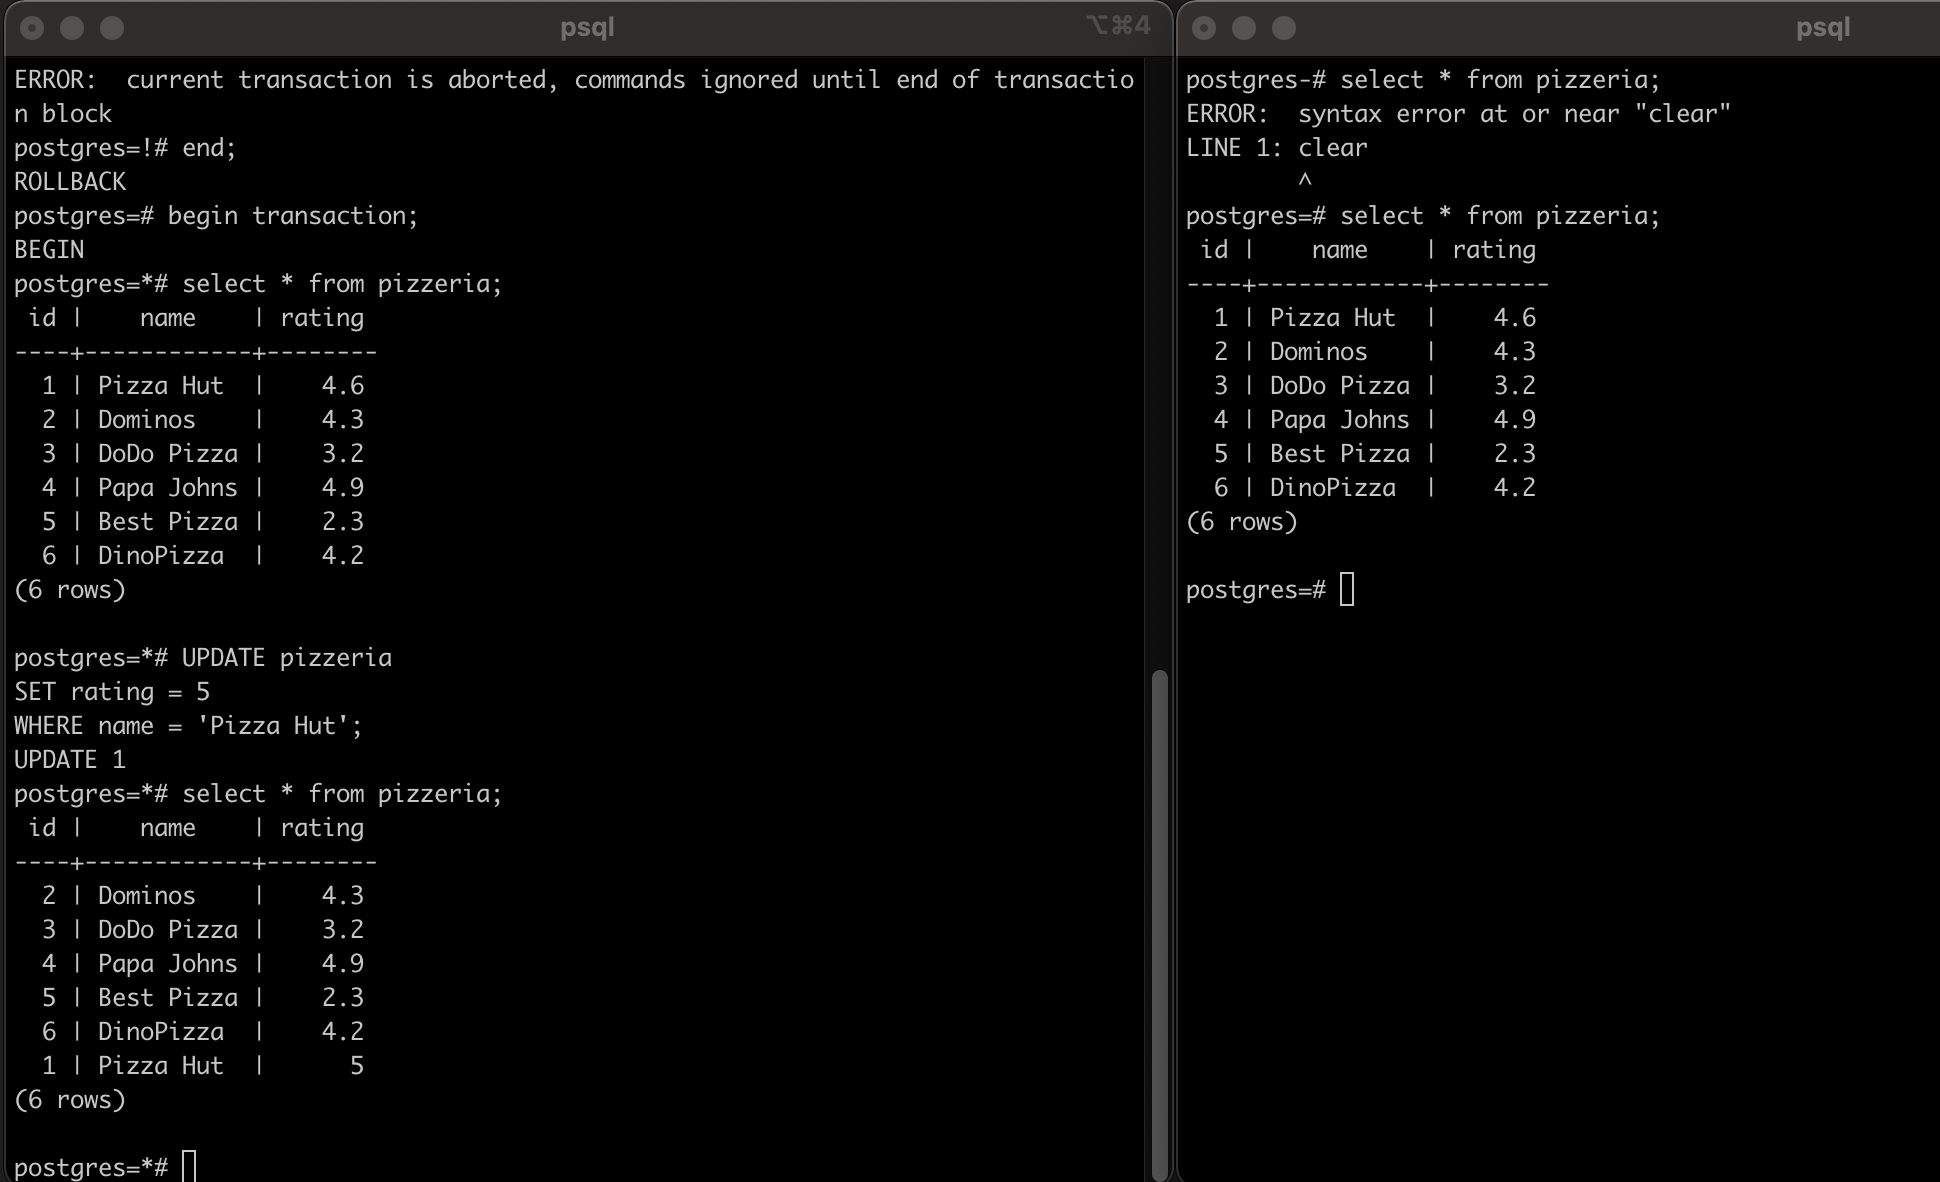 psql
⌥⌘4
ERROR:  current transaction is aborted, commands ignored until end of transactio
n block
postgres=!# end;
ROLLBACK
postgres=# begin transaction;
BEGIN
postgres=*# select * from pizzeria;
 id |    name    | rating
----+------------+--------
  1 | Pizza Hut  |    4.6
  2 | Dominos    |    4.3
  3 | DoDo Pizza |    3.2
  4 | Papa Johns |    4.9
  5 | Best Pizza |    2.3
  6 | DinoPizza  |    4.2
(6 rows)

postgres=*# UPDATE pizzeria
SET rating = 5
WHERE name = 'Pizza Hut';
UPDATE 1
postgres=*# select * from pizzeria;
 id |    name    | rating
----+------------+--------
  2 | Dominos    |    4.3
  3 | DoDo Pizza |    3.2
  4 | Papa Johns |    4.9
  5 | Best Pizza |    2.3
  6 | DinoPizza  |    4.2
  1 | Pizza Hut  |      5
(6 rows)

postgres=*#
psql
postgres-# select * from pizzeria;
ERROR:  syntax error at or near "clear"
LINE 1: clear
        ^
postgres=# select * from pizzeria;
 id |    name    | rating
----+------------+--------
  1 | Pizza Hut  |    4.6
  2 | Dominos    |    4.3
  3 | DoDo Pizza |    3.2
  4 | Papa Johns |    4.9
  5 | Best Pizza |    2.3
  6 | DinoPizza  |    4.2
(6 rows)

postgres=#